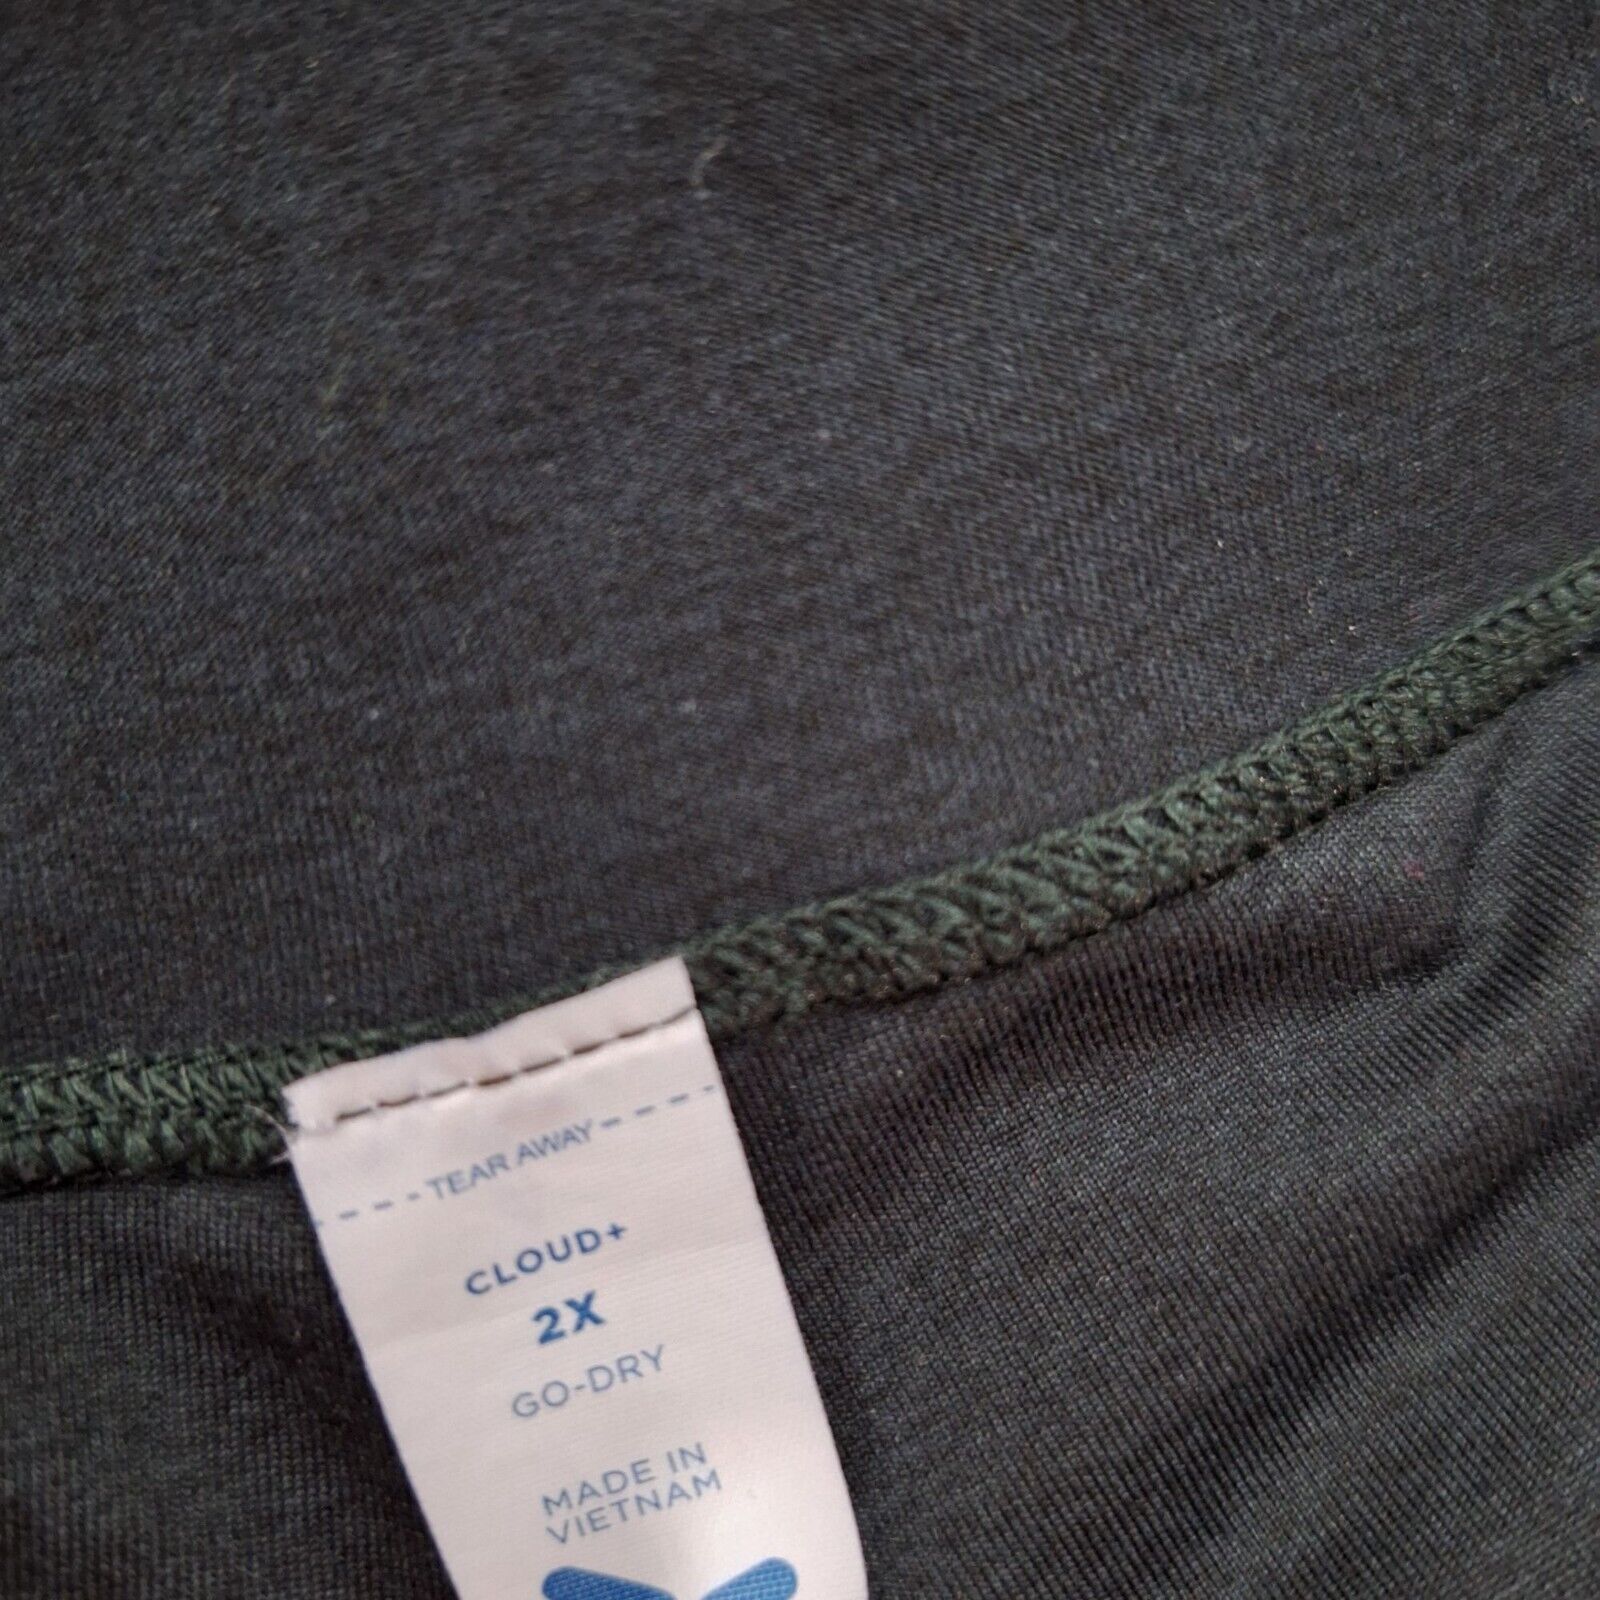 TEAR AWAY
CLOUD+
2X
GO-DRY
MADE IN
VIETNAM